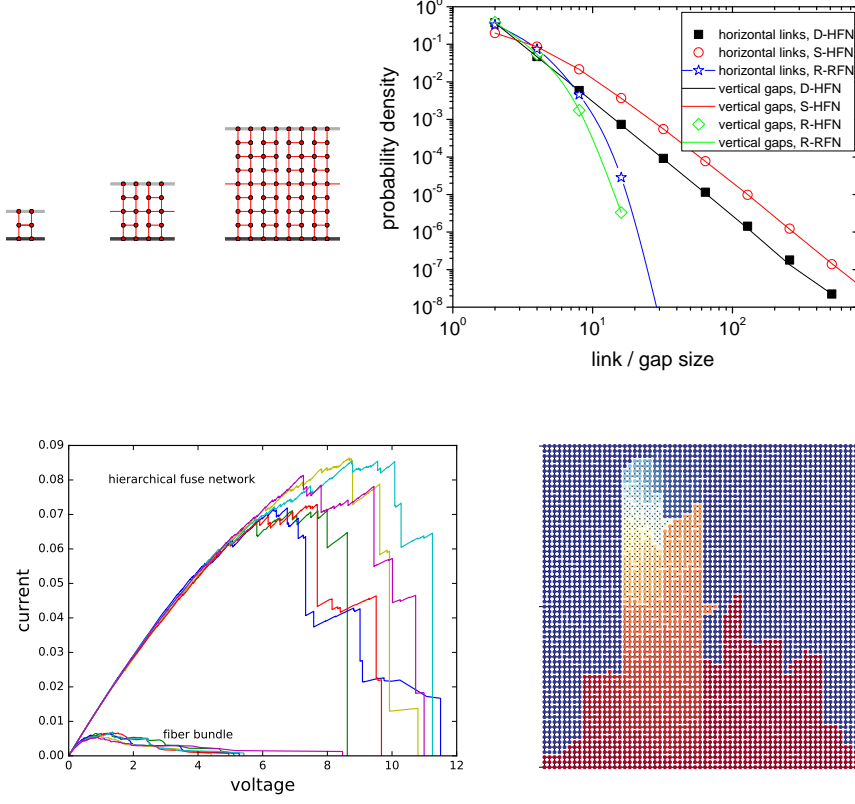 10⁰
10⁻¹
10⁻²
10⁻³
10⁻⁴
10⁻⁵
10⁻⁶
10⁻⁷
10⁻⁸
probability density
horizontal links, D-HFN
horizontal links, S-HFN
horizontal links, R-RFN
vertical gaps, D-HFN
vertical gaps, S-HFN
vertical gaps, R-HFN
vertical gaps, R-RFN
10⁰ 10¹ 10²
link / gap size
0.09
0.08
0.07
0.06
0.05
0.04
0.03
0.02
0.01
0.00
current
hierarchical fuse network
fiber bundle
0 2 4 6 8 10 12
voltage